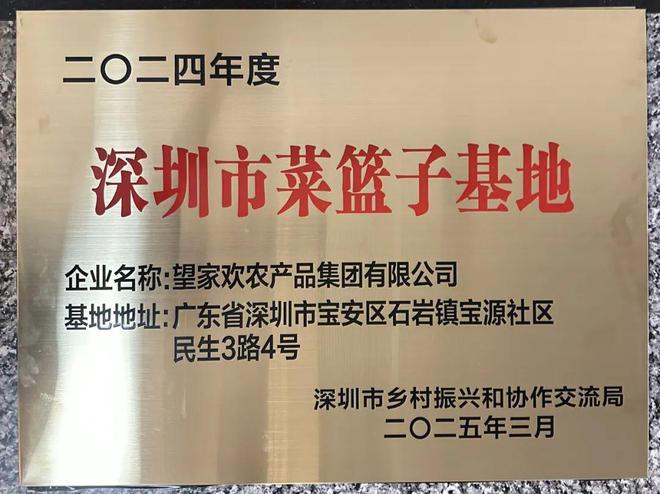 二〇二四年度
深圳市菜篮子基地
企业名称:望家欢农产品集团有限公司
基地地址:广东省深圳市宝安区石岩镇宝源社区
民生3路4号
深圳市乡村振兴和协作交流局
二〇二五年三月